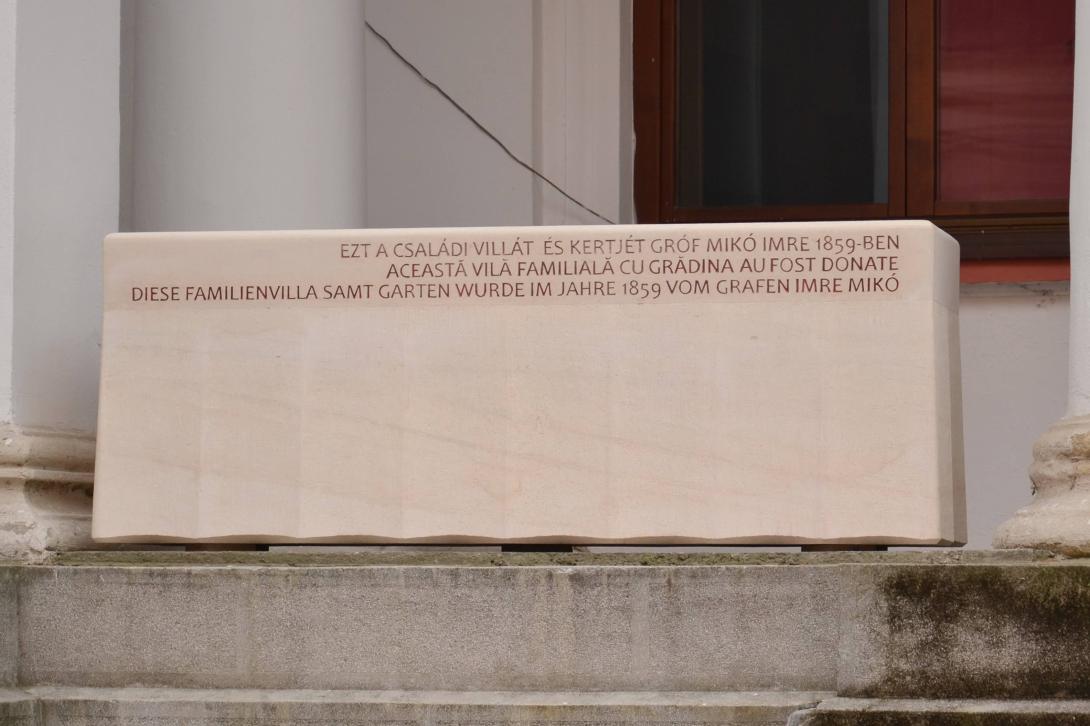 EZT A CSALÁDI VILLÁT ÉS KERTJÉT GRÓF MIKÓ IMRE 1859-BEN
ACEASTĂ VILĂ FAMILIALĂ CU GRĂDINA AU FOST DONATE
DIESE FAMILIENVILLA SAMT GARTEN WURDE IM JAHRE 1859 VOM GRAFEN IMRE MIKÓ